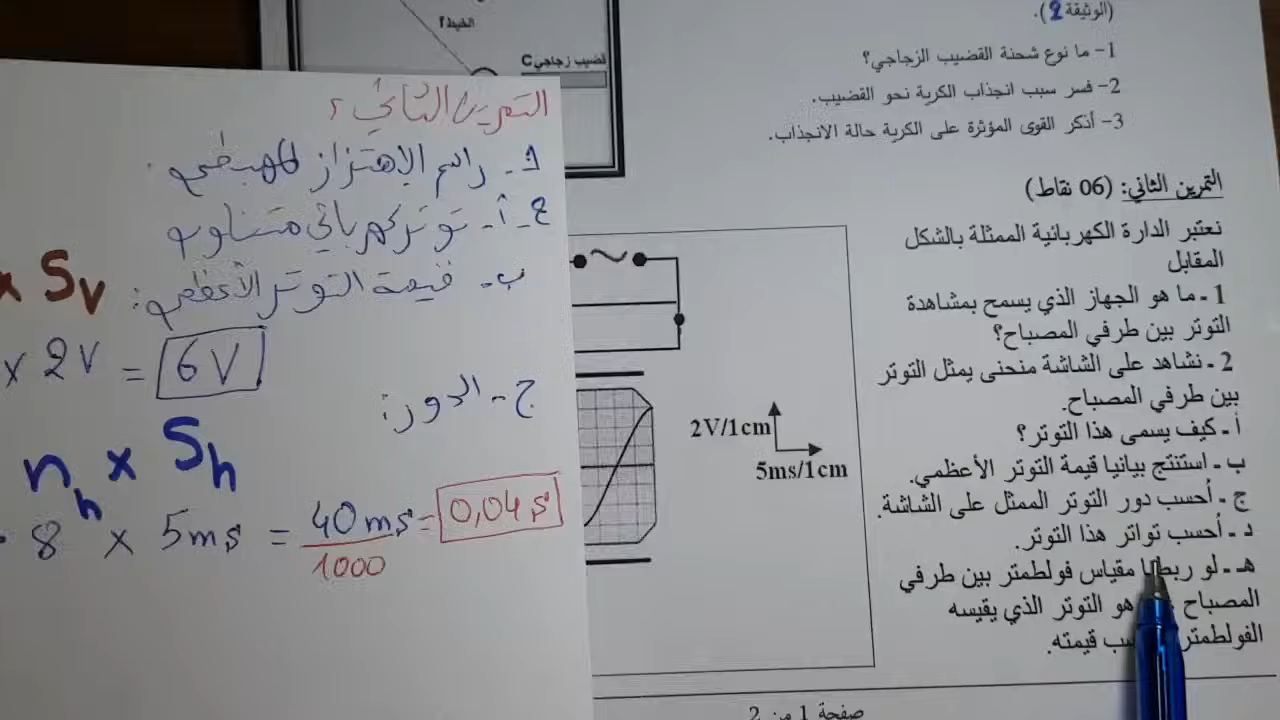 (الوثيقة 2).
1- ما نوع شحنة القضيب الزجاجي؟
2- فسر سبب انجذاب الكرية نحو القضيب.
3- أذكر القوى المؤثرة على الكرية حالة الانجذاب.
الخيط f
قضيب زجاجي C
التمرين الثاني: (06 نقاط)
نعتبر الدارة الكهربائية الممثلة بالشكل
المقابل
1 ـ ما هو الجهاز الذي يسمح بمشاهدة
التوتر بين طرفي المصباح؟
2 ـ نشاهد على الشاشة منحنى يمثل التوتر
بين طرفي المصباح.
أ ـ كيف يسمى هذا التوتر؟
ب ـ استنتج بيانيا قيمة التوتر الأعظمي.
ج ـ أحسب دور التوتر الممثل على الشاشة.
د ـ أحسب تواتر هذا التوتر.
هـ ـ لو ربطنا مقياس فولطمتر بين طرفي
المصباح هو التوتر الذي يقيسه
الفولطمتر
قيمته.
2V/1cm
5ms/1cm
صفحة 1 من 2
التمرين الثاني:
1 ـ راسم الاهتزاز المهبطي.
2 ـ أ ـ توتر كهربائي متناوب
ب ـ قيمة التوتر الأعظمي:
x Sv
x 2V = 6V
ج ـ الدور:
nh x Sh
8 x 5ms = 40ms/1000 = 0,04s